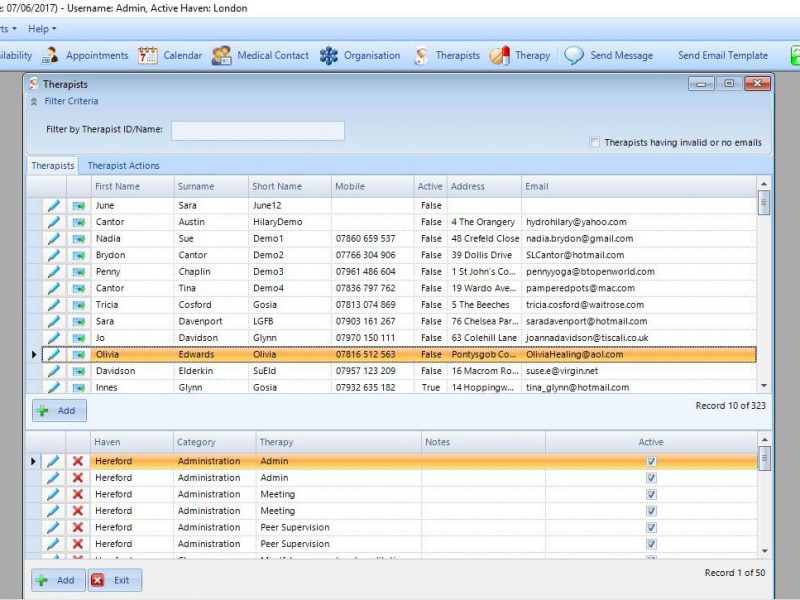 e: 07/06/2017) - Username: Admin, Active Haven: London
rts Help
ilability Appointments Calendar Medical Contact Organisation Therapists Therapy Send Message Send Email Template
Therapists
Filter Criteria
Filter by Therapist ID/Name:
Therapists having invalid or no emails
Therapists Therapist Actions
First Name Surname Short Name Mobile Active Address Email
June Sara June12 False
Cantor Austin HilaryDemo False 4 The Orangery hydrohilary@yahoo.com
Nadia Sue Demo1 07860 659 537 False 48 Crefeld Close nadia.brydon@gmail.com
Brydon Cantor Demo2 07766 304 906 False 39 Dollis Drive SLCantor@hotmail.com
Penny Chaplin Demo3 07961 486 604 False 1 St John's Co... pennyyoga@btopenworld.com
Cantor Tina Demo4 07836 797 762 False 19 Wardo Ave... pamperedpots@mac.com
Tricia Cosford Gosia 07813 074 869 False 5 The Beeches tricia.cosford@waitrose.com
Sara Davenport LGFB 07903 161 267 False 76 Chelsea Par... saradavenport@hotmail.com
Jo Davidson Glynn 07970 150 111 False 63 Colehill Lane joannadavidson@tiscali.co.uk
Olivia Edwards Olivia 07816 512 563 False Pontysgob Co... OliviaHealing@aol.com
Davidson Elderkin SuEld 07957 123 209 False 16 Macrom Ro... suse.e@virgin.net
Innes Glynn Gosia 07932 635 182 True 14 Hoppingw... tina_glynn@hotmail.com
Add Record 10 of 323
Haven Category Therapy Notes Active
Hereford Administration Admin
Hereford Administration Admin
Hereford Administration Meeting
Hereford Administration Meeting
Hereford Administration Peer Supervision
Hereford Administration Peer Supervision
Add Exit Record 1 of 50